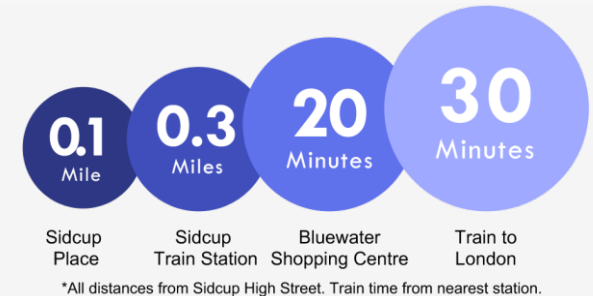 0.1
Mile
0.3
Miles
20
Minutes
30
Minutes
Sidcup
Place
Sidcup
Train Station
Bluewater
Shopping Centre
Train to
London
*All distances from Sidcup High Street. Train time from nearest station.